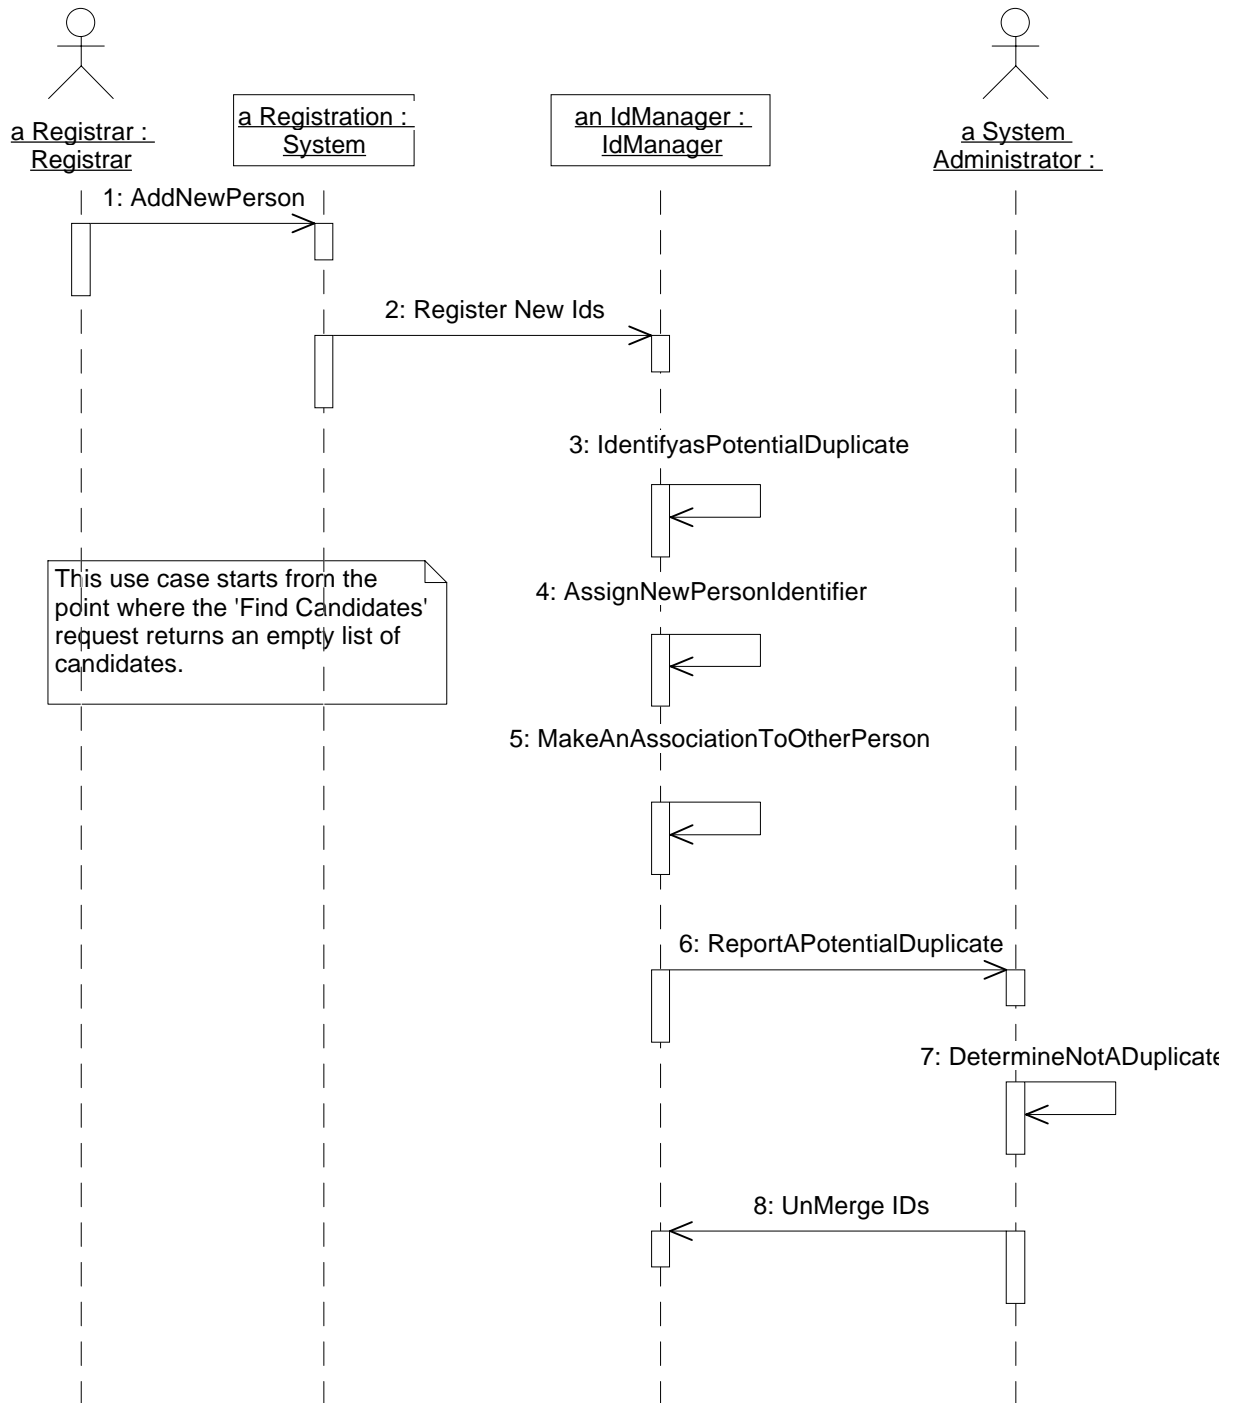 a Registrar :
Registrar
a Registration :
System
an IdManager :
IdManager
a System
Administrator :
1: AddNewPerson
2: Register New Ids
3: IdentifyasPotentialDuplicate
This use case starts from the
point where the 'Find Candidates'
request returns an empty list of
candidates.
4: AssignNewPersonIdentifier
5: MakeAnAssociationToOtherPerson
6: ReportAPotentialDuplicate
7: DetermineNotADuplicate
8: UnMerge IDs